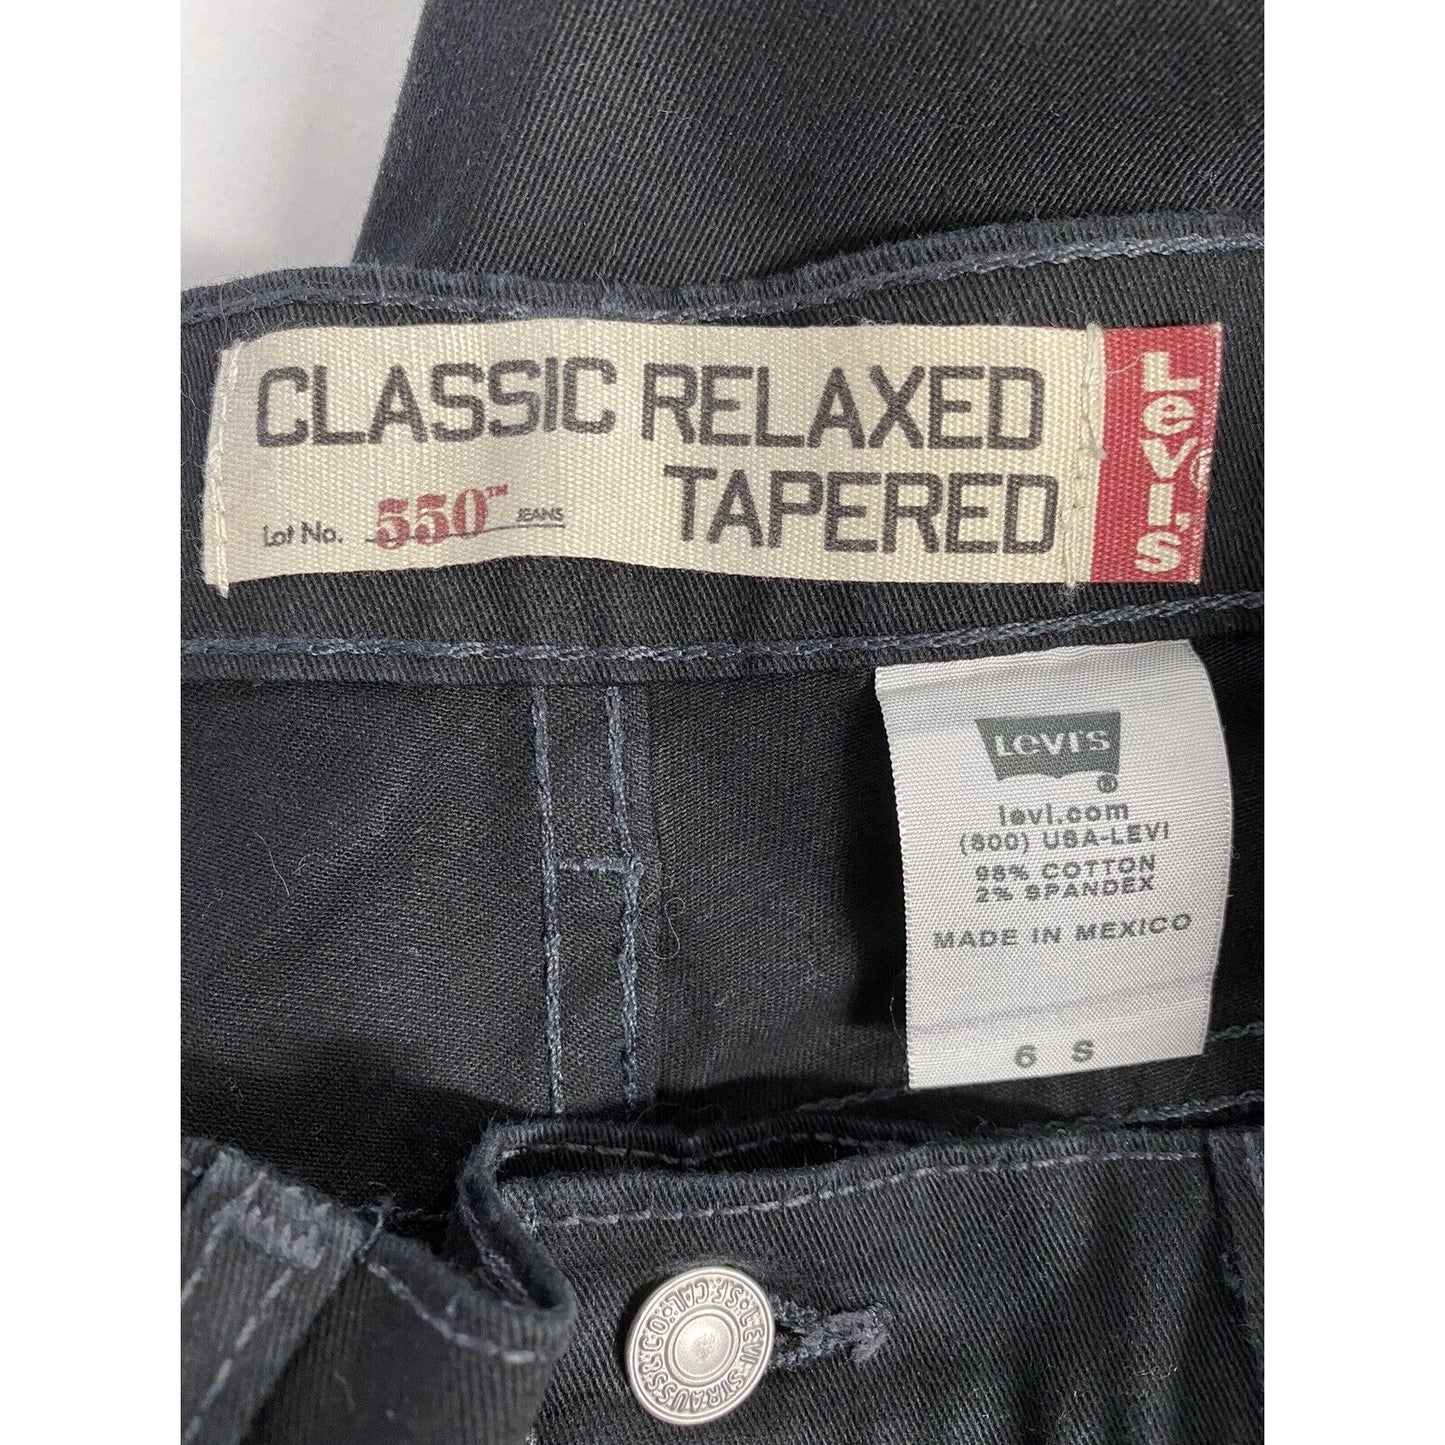 CLASSIC RELAXED
TAPERED
Lot No. 550™ JEANS
Levi's®
Levi's®
levi.com
(800) USA-LEVI
98% COTTON
2% SPANDEX
MADE IN MEXICO
6 S
LEVI STRAUSS & CO. S.F. CAL.